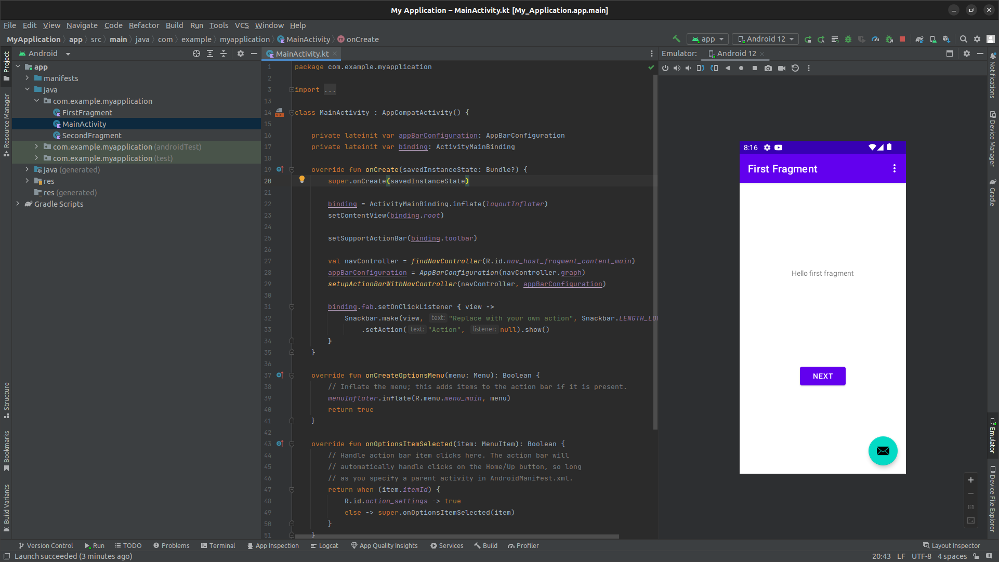 My Application – MainActivity.kt [My_Application.app.main]
File Edit View Navigate Code Refactor Build Run Tools VCS Window Help
MyApplication app src main java com example myapplication MainActivity onCreate
app Android 12
Project
Resource Manager
Structure
Bookmarks
Build Variants
Android
app
manifests
java
com.example.myapplication
FirstFragment
MainActivity
SecondFragment
com.example.myapplication (androidTest)
com.example.myapplication (test)
java (generated)
res
res (generated)
Gradle Scripts
MainActivity.kt
1 package com.example.myapplication
2
3 import ...
13
14 class MainActivity : AppCompatActivity() {
15
16 private lateinit var appBarConfiguration: AppBarConfiguration
17 private lateinit var binding: ActivityMainBinding
18
19 override fun onCreate(savedInstanceState: Bundle?) {
20 super.onCreate(savedInstanceState)
21
22 binding = ActivityMainBinding.inflate(layoutInflater)
23 setContentView(binding.root)
24
25 setSupportActionBar(binding.toolbar)
26
27 val navController = findNavController(R.id.nav_host_fragment_content_main)
28 appBarConfiguration = AppBarConfiguration(navController.graph)
29 setupActionBarWithNavController(navController, appBarConfiguration)
30
31 binding.fab.setOnClickListener { view ->
32 Snackbar.make(view, text: "Replace with your own action", Snackbar.LENGTH_LO
33 .setAction( text: "Action", listener: null).show()
34 }
35 }
36
37 override fun onCreateOptionsMenu(menu: Menu): Boolean {
38 // Inflate the menu; this adds items to the action bar if it is present.
39 menuInflater.inflate(R.menu.menu_main, menu)
40 return true
41 }
42
43 override fun onOptionsItemSelected(item: MenuItem): Boolean {
44 // Handle action bar item clicks here. The action bar will
45 // automatically handle clicks on the Home/Up button, so long
46 // as you specify a parent activity in AndroidManifest.xml.
47 return when (item.itemId) {
48 R.id.action_settings -> true
49 else -> super.onOptionsItemSelected(item)
50 }
51 }
Emulator: Android 12
8:16
First Fragment
Hello first fragment
NEXT
1:1
Notifications
Device Manager
Gradle
Emulator
Device File Explorer
Version Control Run TODO Problems Terminal App Inspection Logcat App Quality Insights Services Build Profiler Layout Inspector
Launch succeeded (3 minutes ago) 20:43 LF UTF-8 4 spaces